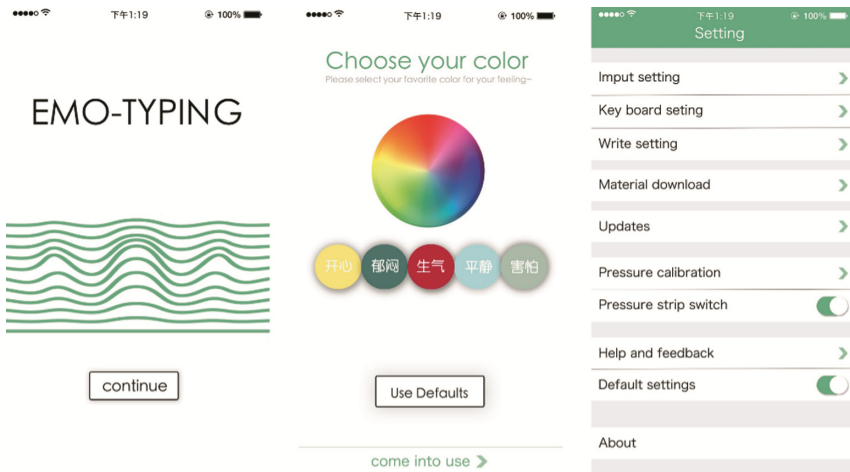 下午1:19
100%
EMO-TYPING
continue
下午1:19
100%
Choose your color
Please select your favorite color for your feeling~
开心
郁闷
生气
平静
害怕
Use Defaults
come into use
下午1:19
100%
Setting
Imput setting
Key board seting
Write setting
Material download
Updates
Pressure calibration
Pressure strip switch
Help and feedback
Default settings
About